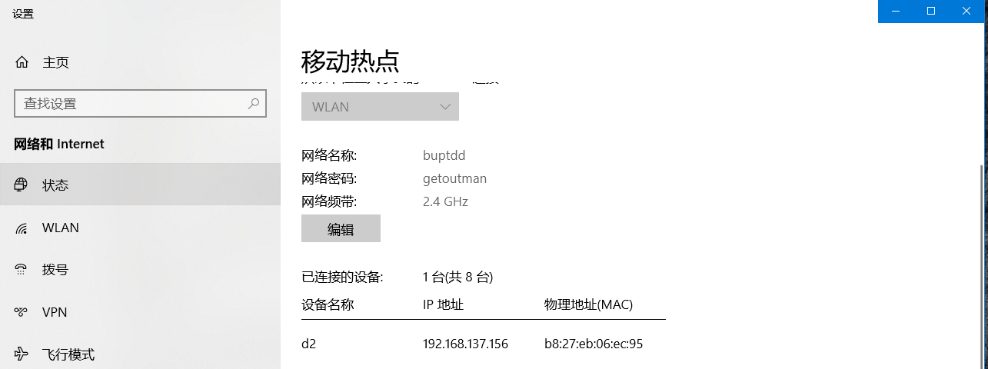 设置
主页
查找设置
网络和 Internet
状态
WLAN
拨号
VPN
飞行模式
移动热点
WLAN
网络名称: buptdd
网络密码: getoutman
网络频带: 2.4 GHz
编辑
已连接的设备: 1 台(共 8 台)
设备名称 IP 地址 物理地址(MAC)
d2 192.168.137.156 b8:27:eb:06:ec:95